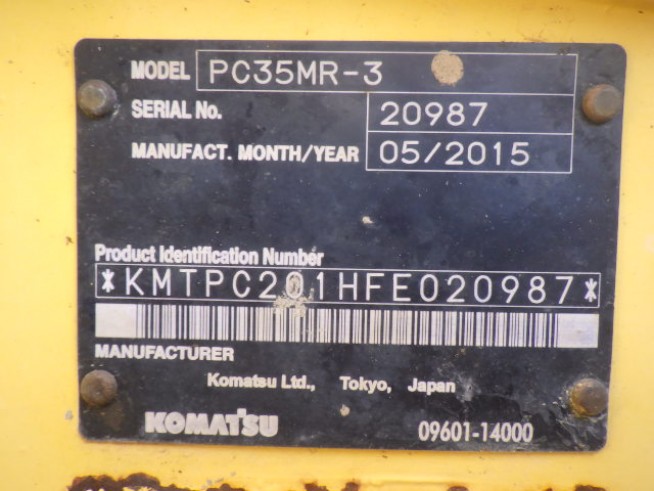 MODEL PC35MR-3
SERIAL No. 20987
MANUFACT. MONTH/YEAR 05/2015
Product Identification Number
*KMTPC201HFE020987*
MANUFACTURER
Komatsu Ltd., Tokyo, Japan
KOMATSU 09601-14000